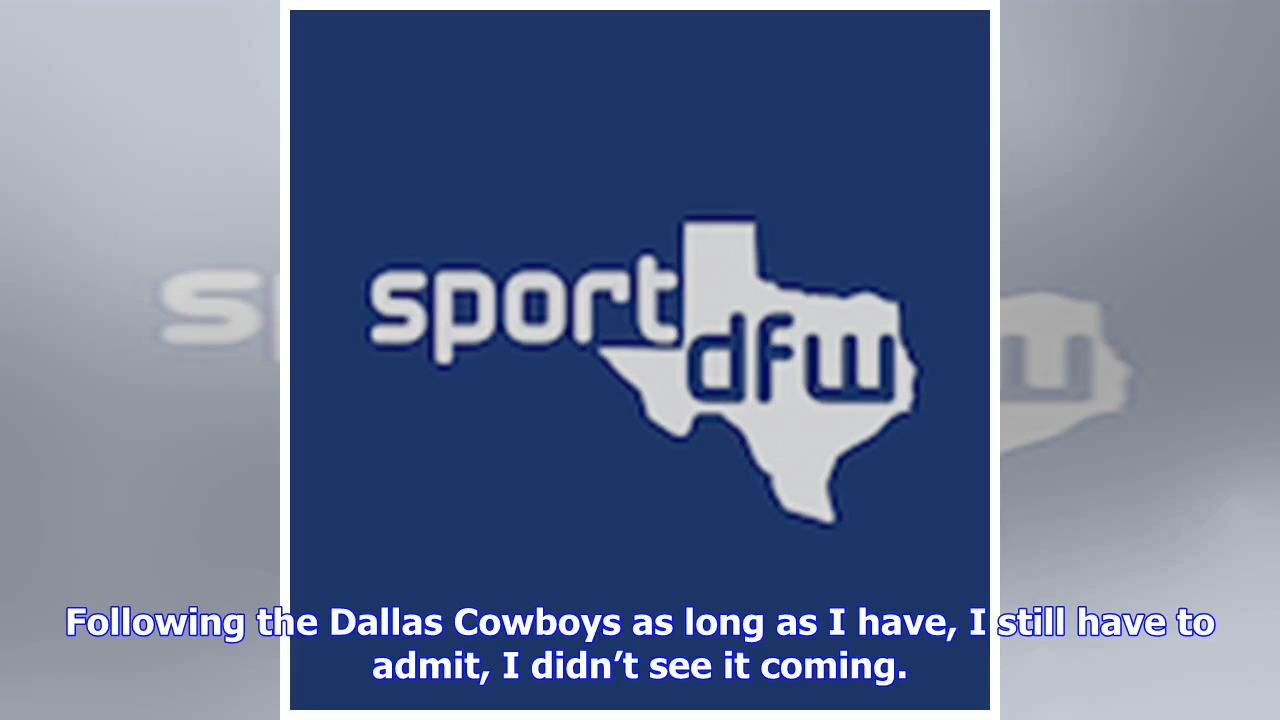 sport
dfw
Following the Dallas Cowboys as long as I have, I still have to
admit, I didn’t see it coming.